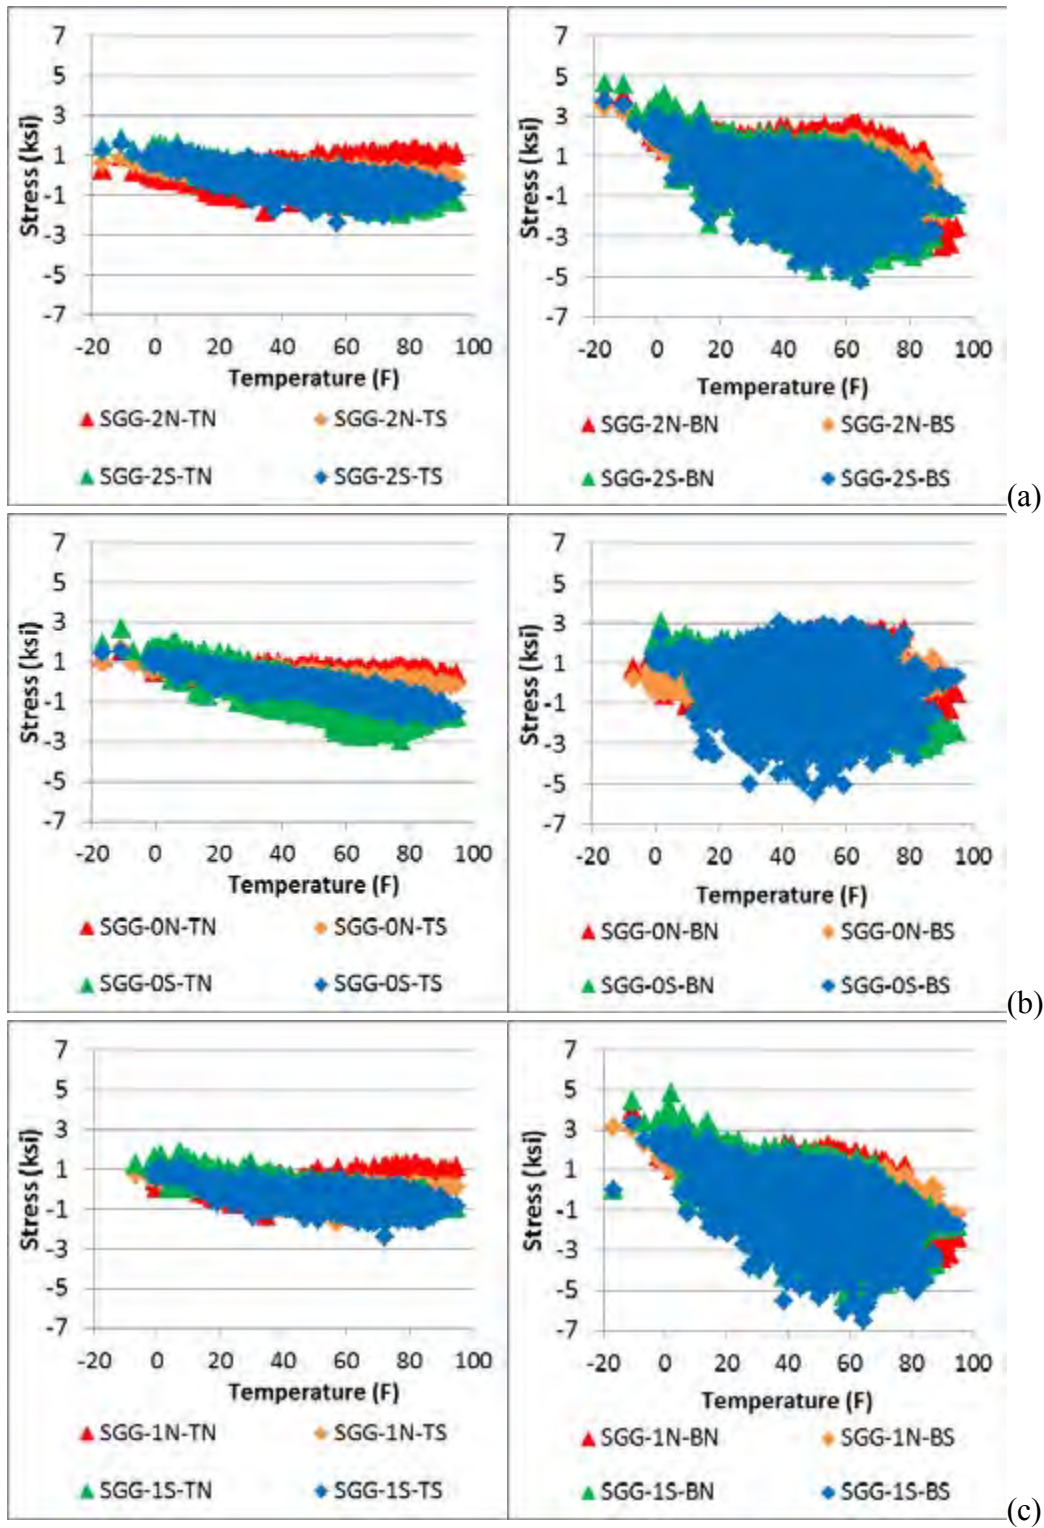 7
5
3
1
-1
-3
-5
-7
Stress (ksi)
-20 0 20 40 60 80 100
Temperature (F)
SGG-2N-TN SGG-2N-TS
SGG-2S-TN SGG-2S-TS
7
5
3
1
-1
-3
-5
-7
Stress (ksi)
-20 0 20 40 60 80 100
Temperature (F)
SGG-2N-BN SGG-2N-BS
SGG-2S-BN SGG-2S-BS
(a)
7
5
3
1
-1
-3
-5
-7
Stress (ksi)
-20 0 20 40 60 80 100
Temperature (F)
SGG-0N-TN SGG-0N-TS
SGG-0S-TN SGG-0S-TS
7
5
3
1
-1
-3
-5
-7
Stress (ksi)
-20 0 20 40 60 80 100
Temperature (F)
SGG-0N-BN SGG-0N-BS
SGG-0S-BN SGG-0S-BS
(b)
7
5
3
1
-1
-3
-5
-7
Stress (ksi)
-20 0 20 40 60 80 100
Temperature (F)
SGG-1N-TN SGG-1N-TS
SGG-1S-TN SGG-1S-TS
7
5
3
1
-1
-3
-5
-7
Stress (ksi)
-20 0 20 40 60 80 100
Temperature (F)
SGG-1N-BN SGG-1N-BS
SGG-1S-BN SGG-1S-BS
(c)